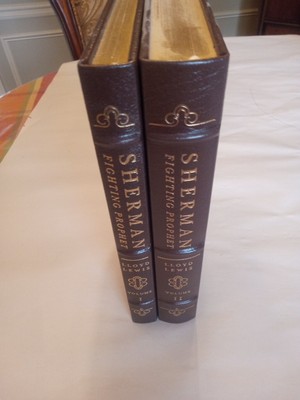 SHERMAN
FIGHTING PROPHET
LLOYD
LEWIS
VOLUME
I
SHERMAN
FIGHTING PROPHET
LLOYD
LEWIS
VOLUME
II